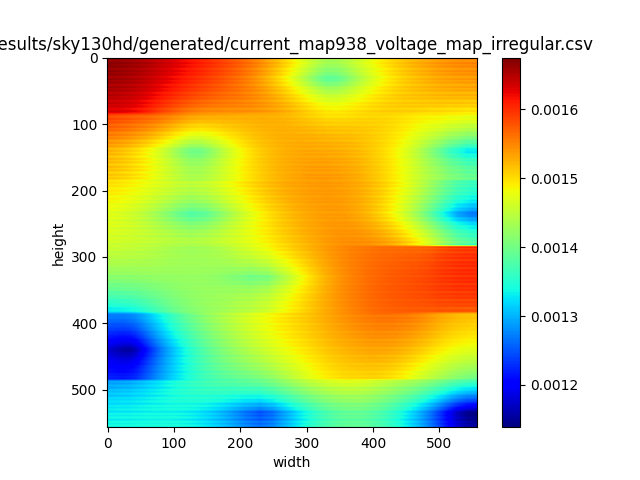 esults/sky130hd/generated/current_map938_voltage_map_irregular.csv
0
100
200
300
400
500
height
0 100 200 300 400 500
width
0.0016
0.0015
0.0014
0.0013
0.0012